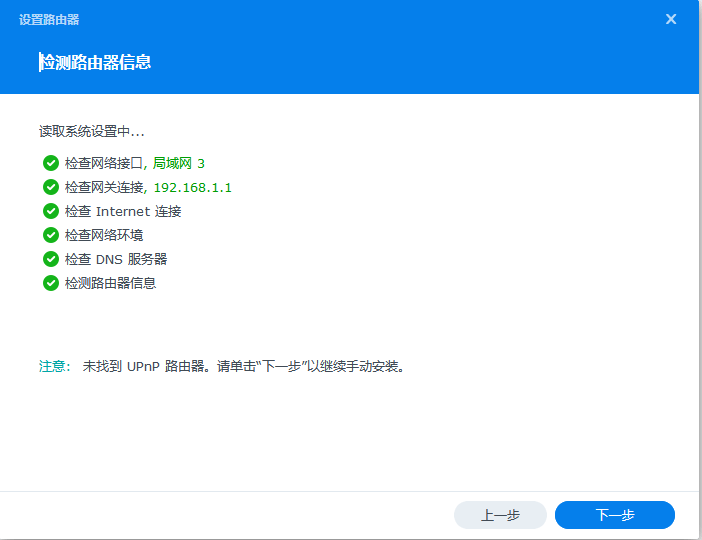 设置路由器
检测路由器信息
读取系统设置中...
检查网络接口, 局域网 3
检查网关连接, 192.168.1.1
检查 Internet 连接
检查网络环境
检查 DNS 服务器
检测路由器信息
注意： 未找到 UPnP 路由器。请单击“下一步”以继续手动安装。
上一步 下一步